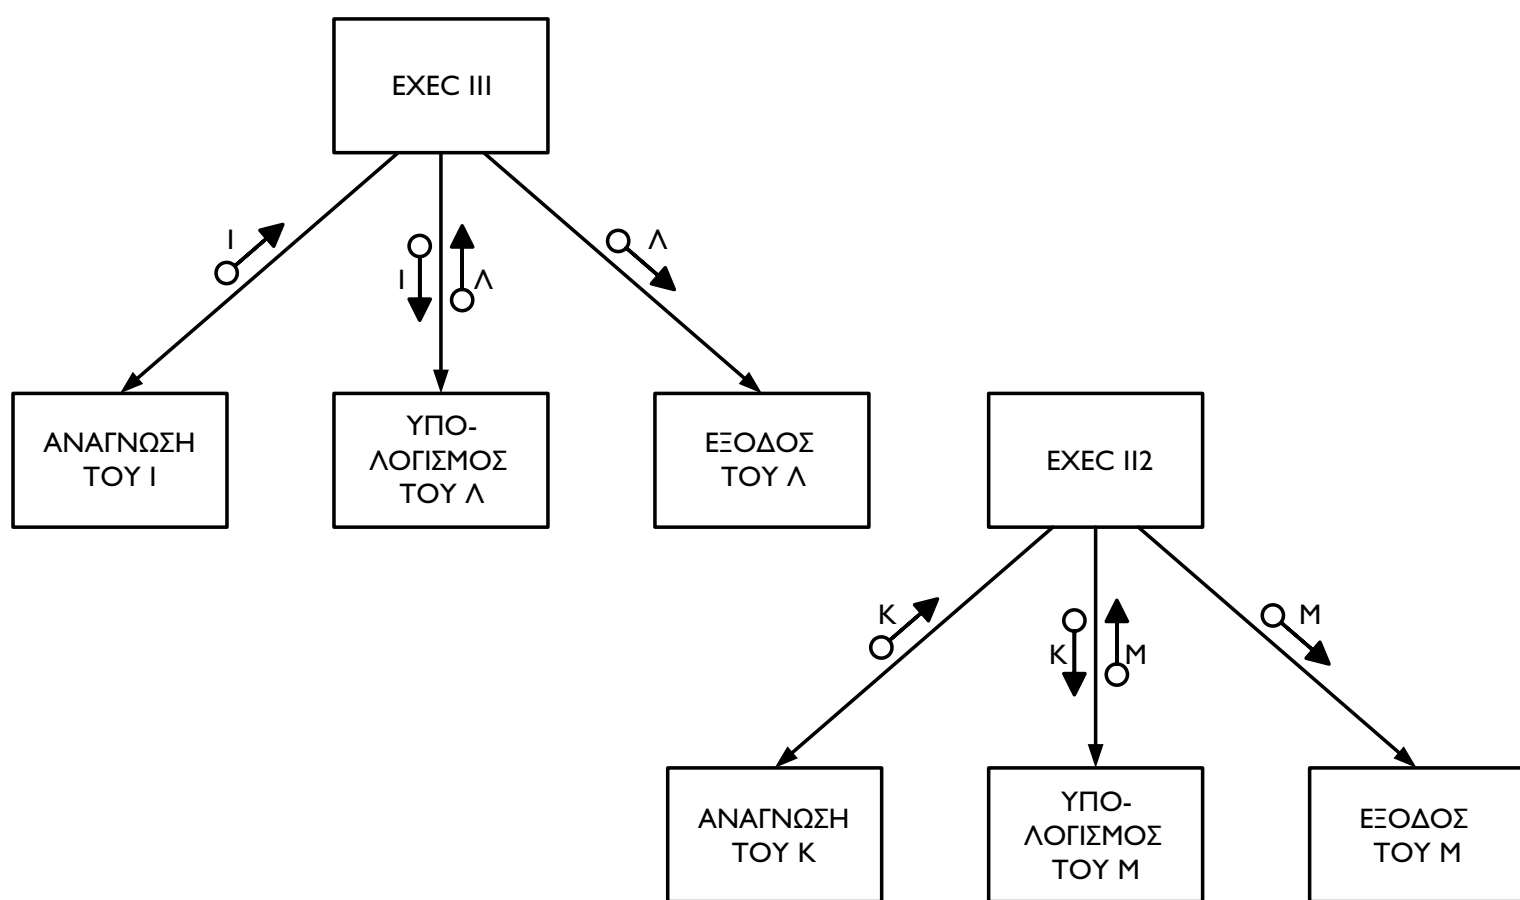 EXEC III
Ι
Ι
Λ
Λ
ΑΝΑΓΝΩΣΗ
ΤΟΥ Ι
ΥΠΟ-
ΛΟΓΙΣΜΟΣ
ΤΟΥ Λ
ΕΞΟΔΟΣ
ΤΟΥ Λ
EXEC II2
Κ
Κ
Μ
Μ
ΑΝΑΓΝΩΣΗ
ΤΟΥ Κ
ΥΠΟ-
ΛΟΓΙΣΜΟΣ
ΤΟΥ Μ
ΕΞΟΔΟΣ
ΤΟΥ Μ